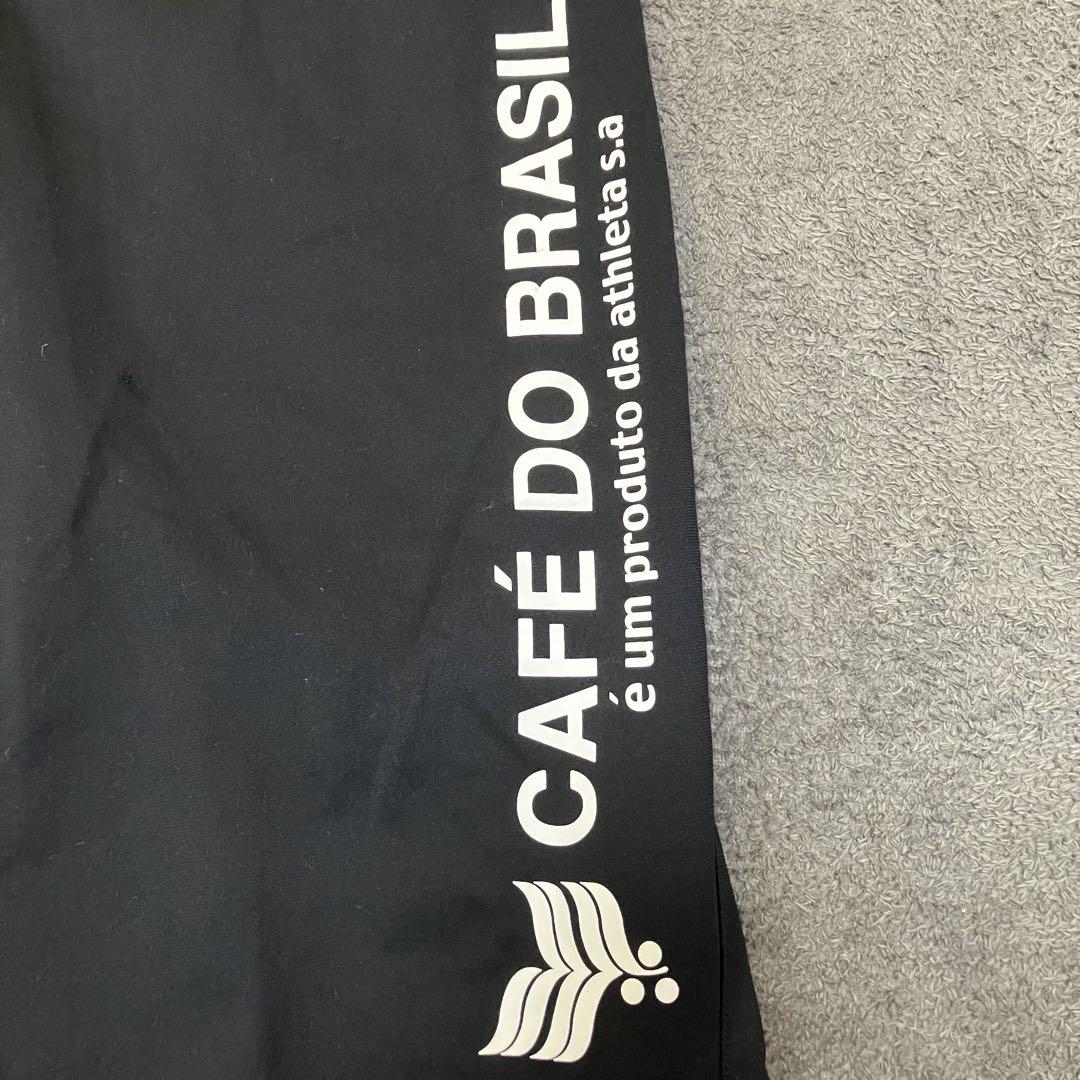 CAFÉ DO BRASIL
é um produto da athleta s.a